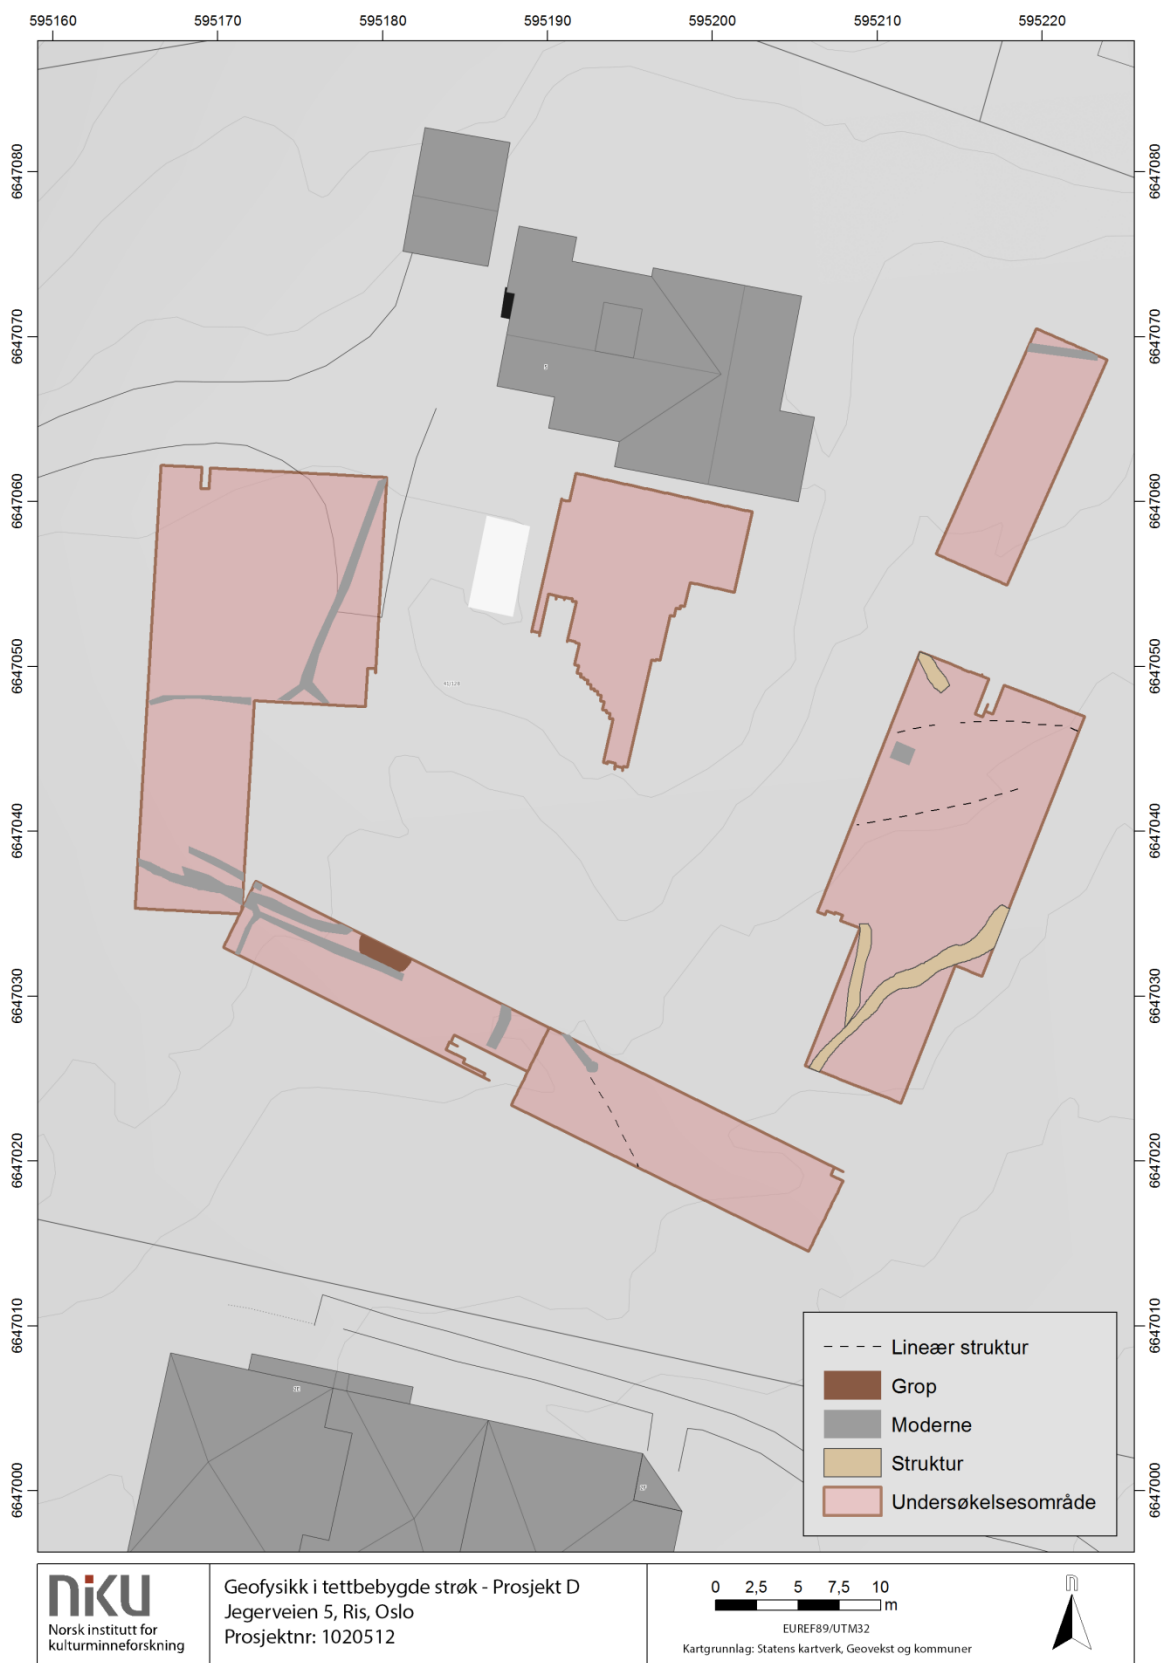 595160 595170 595180 595190 595200 595210 595220
6647080 6647080
6647070 6647070
6647060 6647060
6647050 6647050
6647040 6647040
6647030 6647030
6647020 6647020
6647010 6647010
6647000 6647000
Lineær struktur
Grop
Moderne
Struktur
Undersøkelsesområde
niku
Norsk institutt for
kulturminneforskning
Geofysikk i tettbebygde strøk - Prosjekt D
Jegerveien 5, Ris, Oslo
Prosjektnr: 1020512
0 2,5 5 7,5 10
m
EUREF89/UTM32
Kartgrunnlag: Statens kartverk, Geovekst og kommuner
n